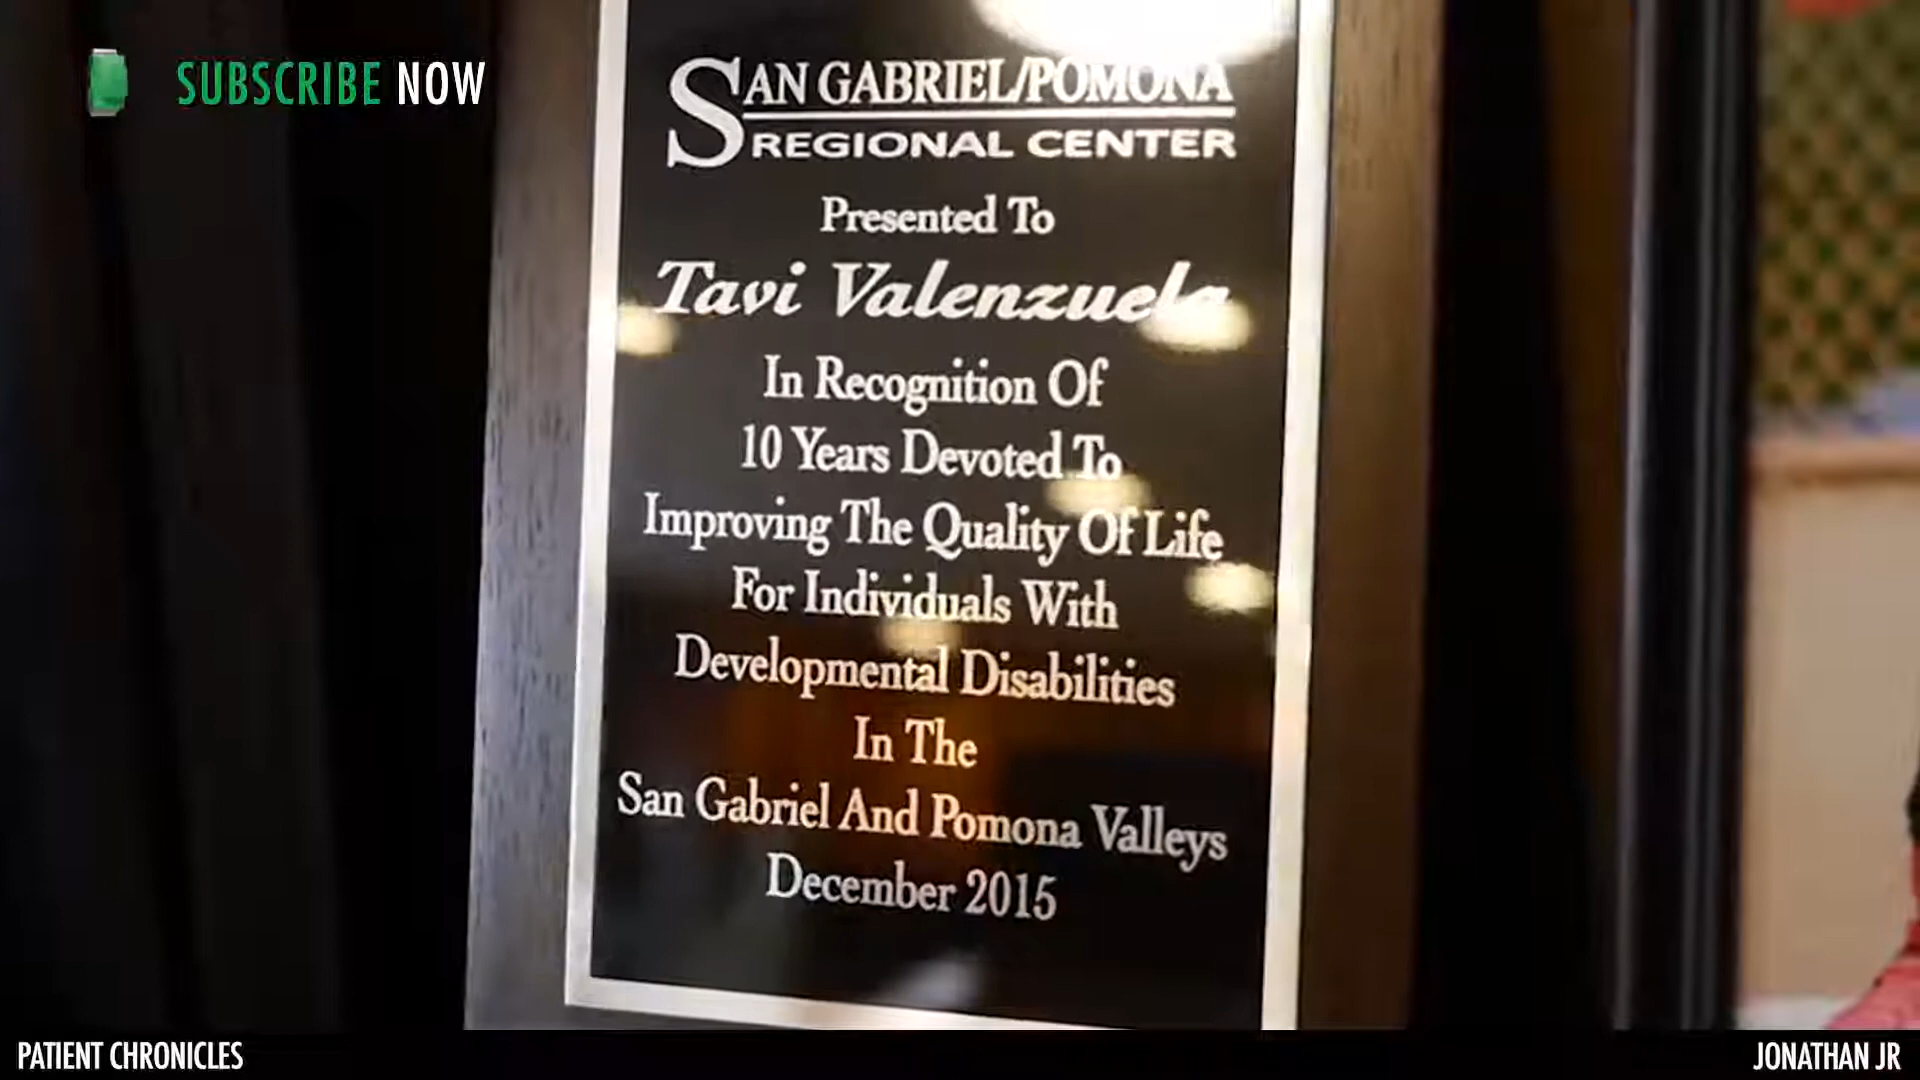 SUBSCRIBE NOW
SAN GABRIEL/POMONA
REGIONAL CENTER
Presented To
Tavi Valenzuela
In Recognition Of
10 Years Devoted To
Improving The Quality Of Life
For Individuals With
Developmental Disabilities
In The
San Gabriel And Pomona Valleys
December 2015
PATIENT CHRONICLES
JONATHAN JR